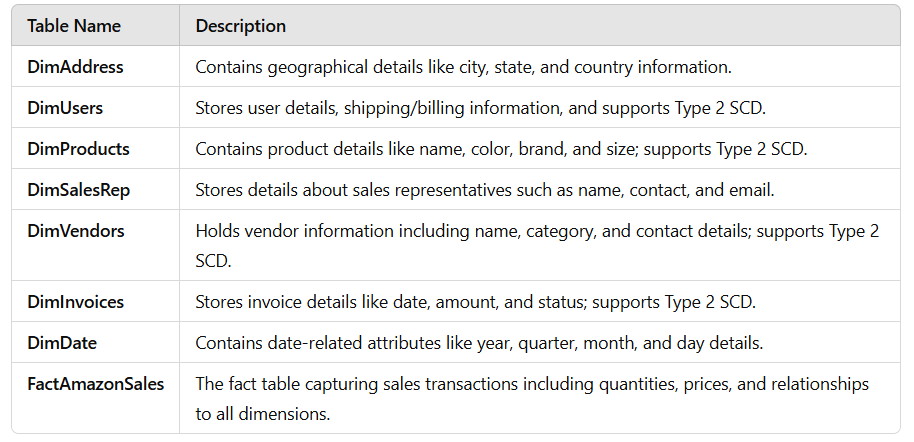 Table Name Description
DimAddress Contains geographical details like city, state, and country information.
DimUsers Stores user details, shipping/billing information, and supports Type 2 SCD.
DimProducts Contains product details like name, color, brand, and size; supports Type 2 SCD.
DimSalesRep Stores details about sales representatives such as name, contact, and email.
DimVendors Holds vendor information including name, category, and contact details; supports Type 2
SCD.
DimInvoices Stores invoice details like date, amount, and status; supports Type 2 SCD.
DimDate Contains date-related attributes like year, quarter, month, and day details.
FactAmazonSales The fact table capturing sales transactions including quantities, prices, and relationships
to all dimensions.